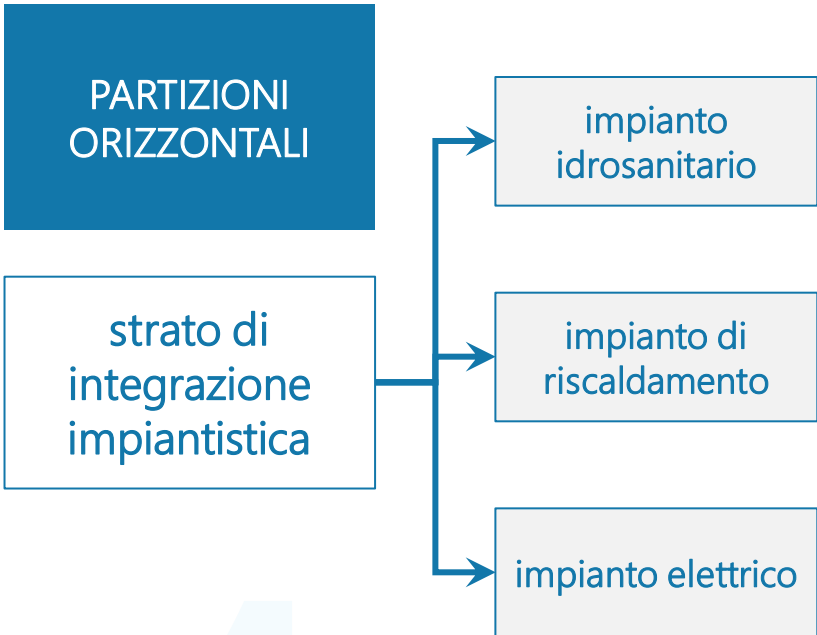 PARTIZIONI
ORIZZONTALI
strato di
integrazione
impiantistica
impianto
idrosanitario
impianto di
riscaldamento
impianto elettrico